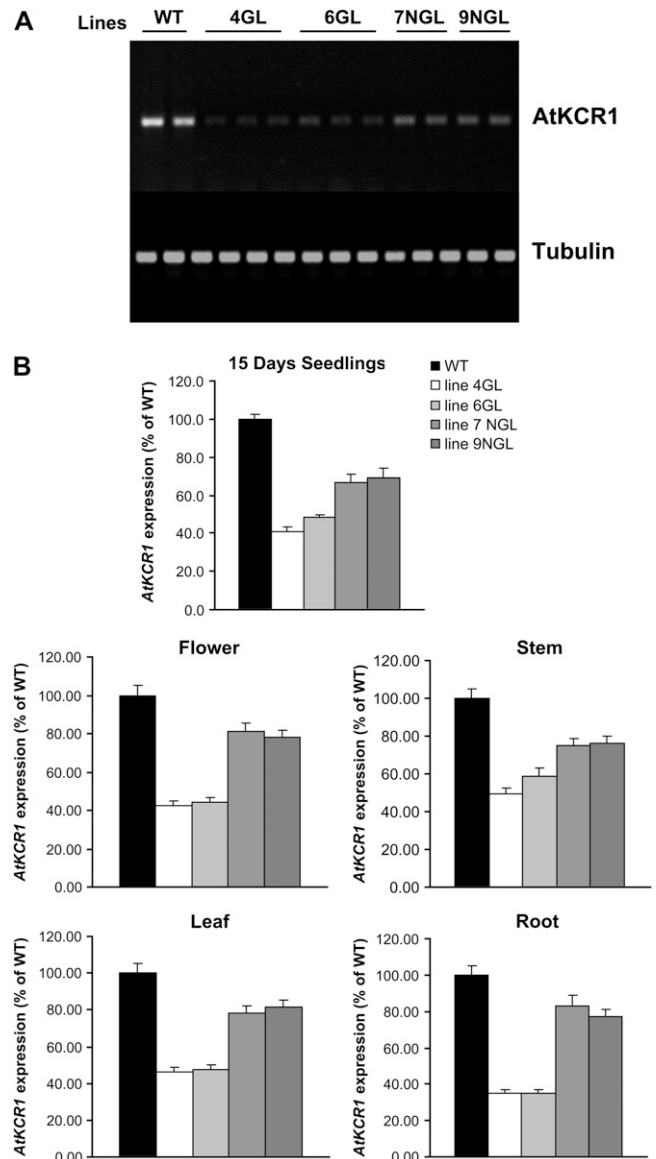 A
Lines WT 4GL 6GL 7NGL 9NGL
AtKCR1
Tubulin
B
15 Days Seedlings
AtKCR1 expression (% of WT)
120.0
100.0
80.0
60.0
40.0
20.0
0.0
WT
line 4GL
line 6GL
line 7 NGL
line 9NGL
Flower
AtKCR1 expression (% of WT)
120.00
100.00
80.00
60.00
40.00
20.00
0.00
Stem
AtKCR1 expression (% of WT)
120.00
100.00
80.00
60.00
40.00
20.00
0.00
Leaf
AtKCR1 expression (% of WT)
120.00
100.00
80.00
60.00
40.00
20.00
0.00
Root
AtKCR1 expression (% of WT)
120.00
100.00
80.00
60.00
40.00
20.00
0.00